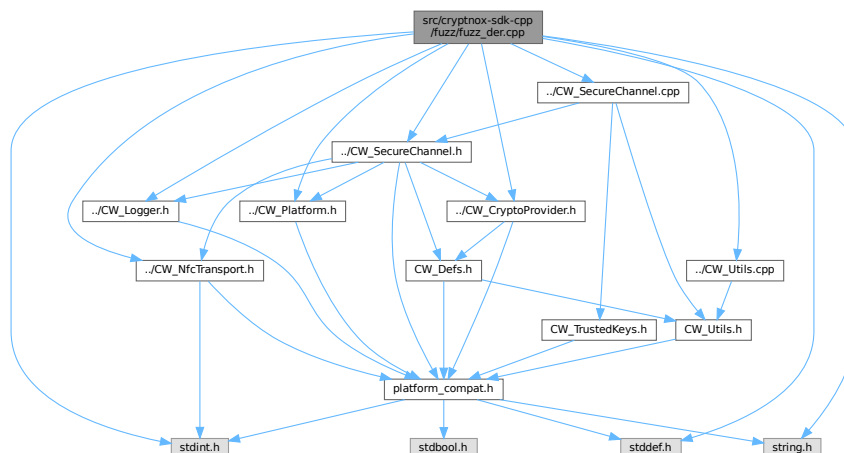 src/cryptnox-sdk-cpp
/fuzz/fuzz_der.cpp
../CW_SecureChannel.cpp
../CW_SecureChannel.h
../CW_Logger.h
../CW_Platform.h
../CW_CryptoProvider.h
../CW_NfcTransport.h
CW_Defs.h
../CW_Utils.cpp
CW_TrustedKeys.h
CW_Utils.h
platform_compat.h
stdint.h
stdbool.h
stddef.h
string.h